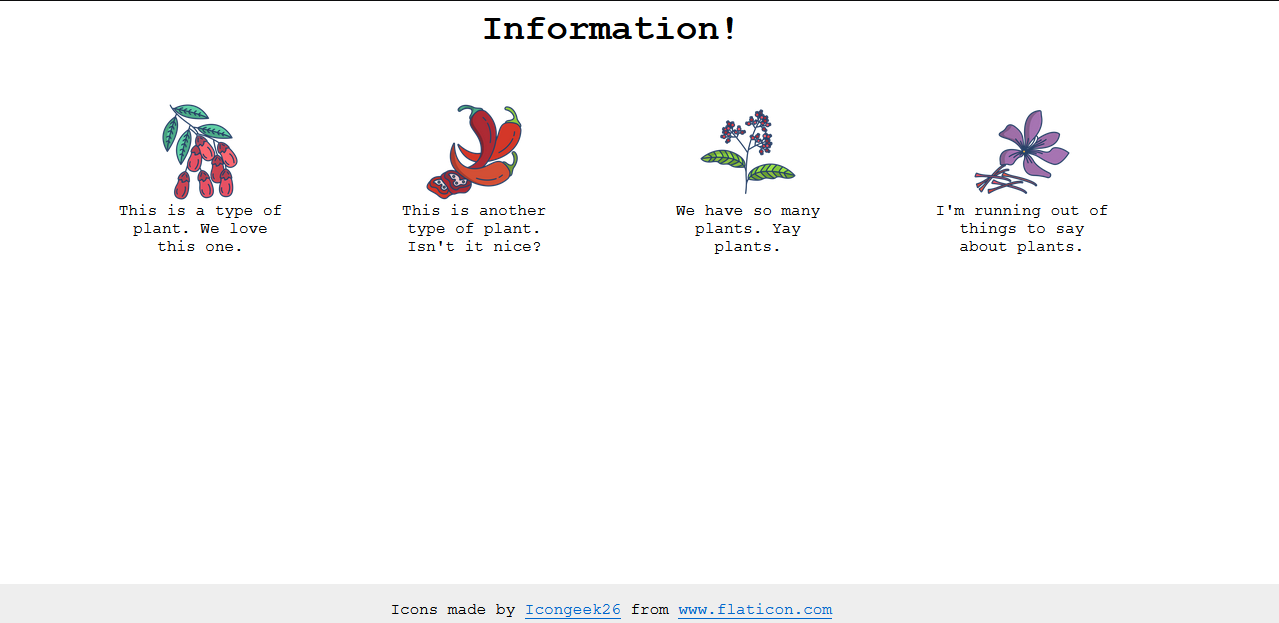 Information!
This is a type of
plant. We love
this one.
This is another
type of plant.
Isn't it nice?
We have so many
plants. Yay
plants.
I'm running out of
things to say
about plants.
Icons made by Icongeek26 from www.flaticon.com